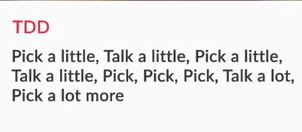 TDD
Pick a little, Talk a little, Pick a little,
Talk a little, Pick, Pick, Pick, Talk a lot,
Pick a lot more